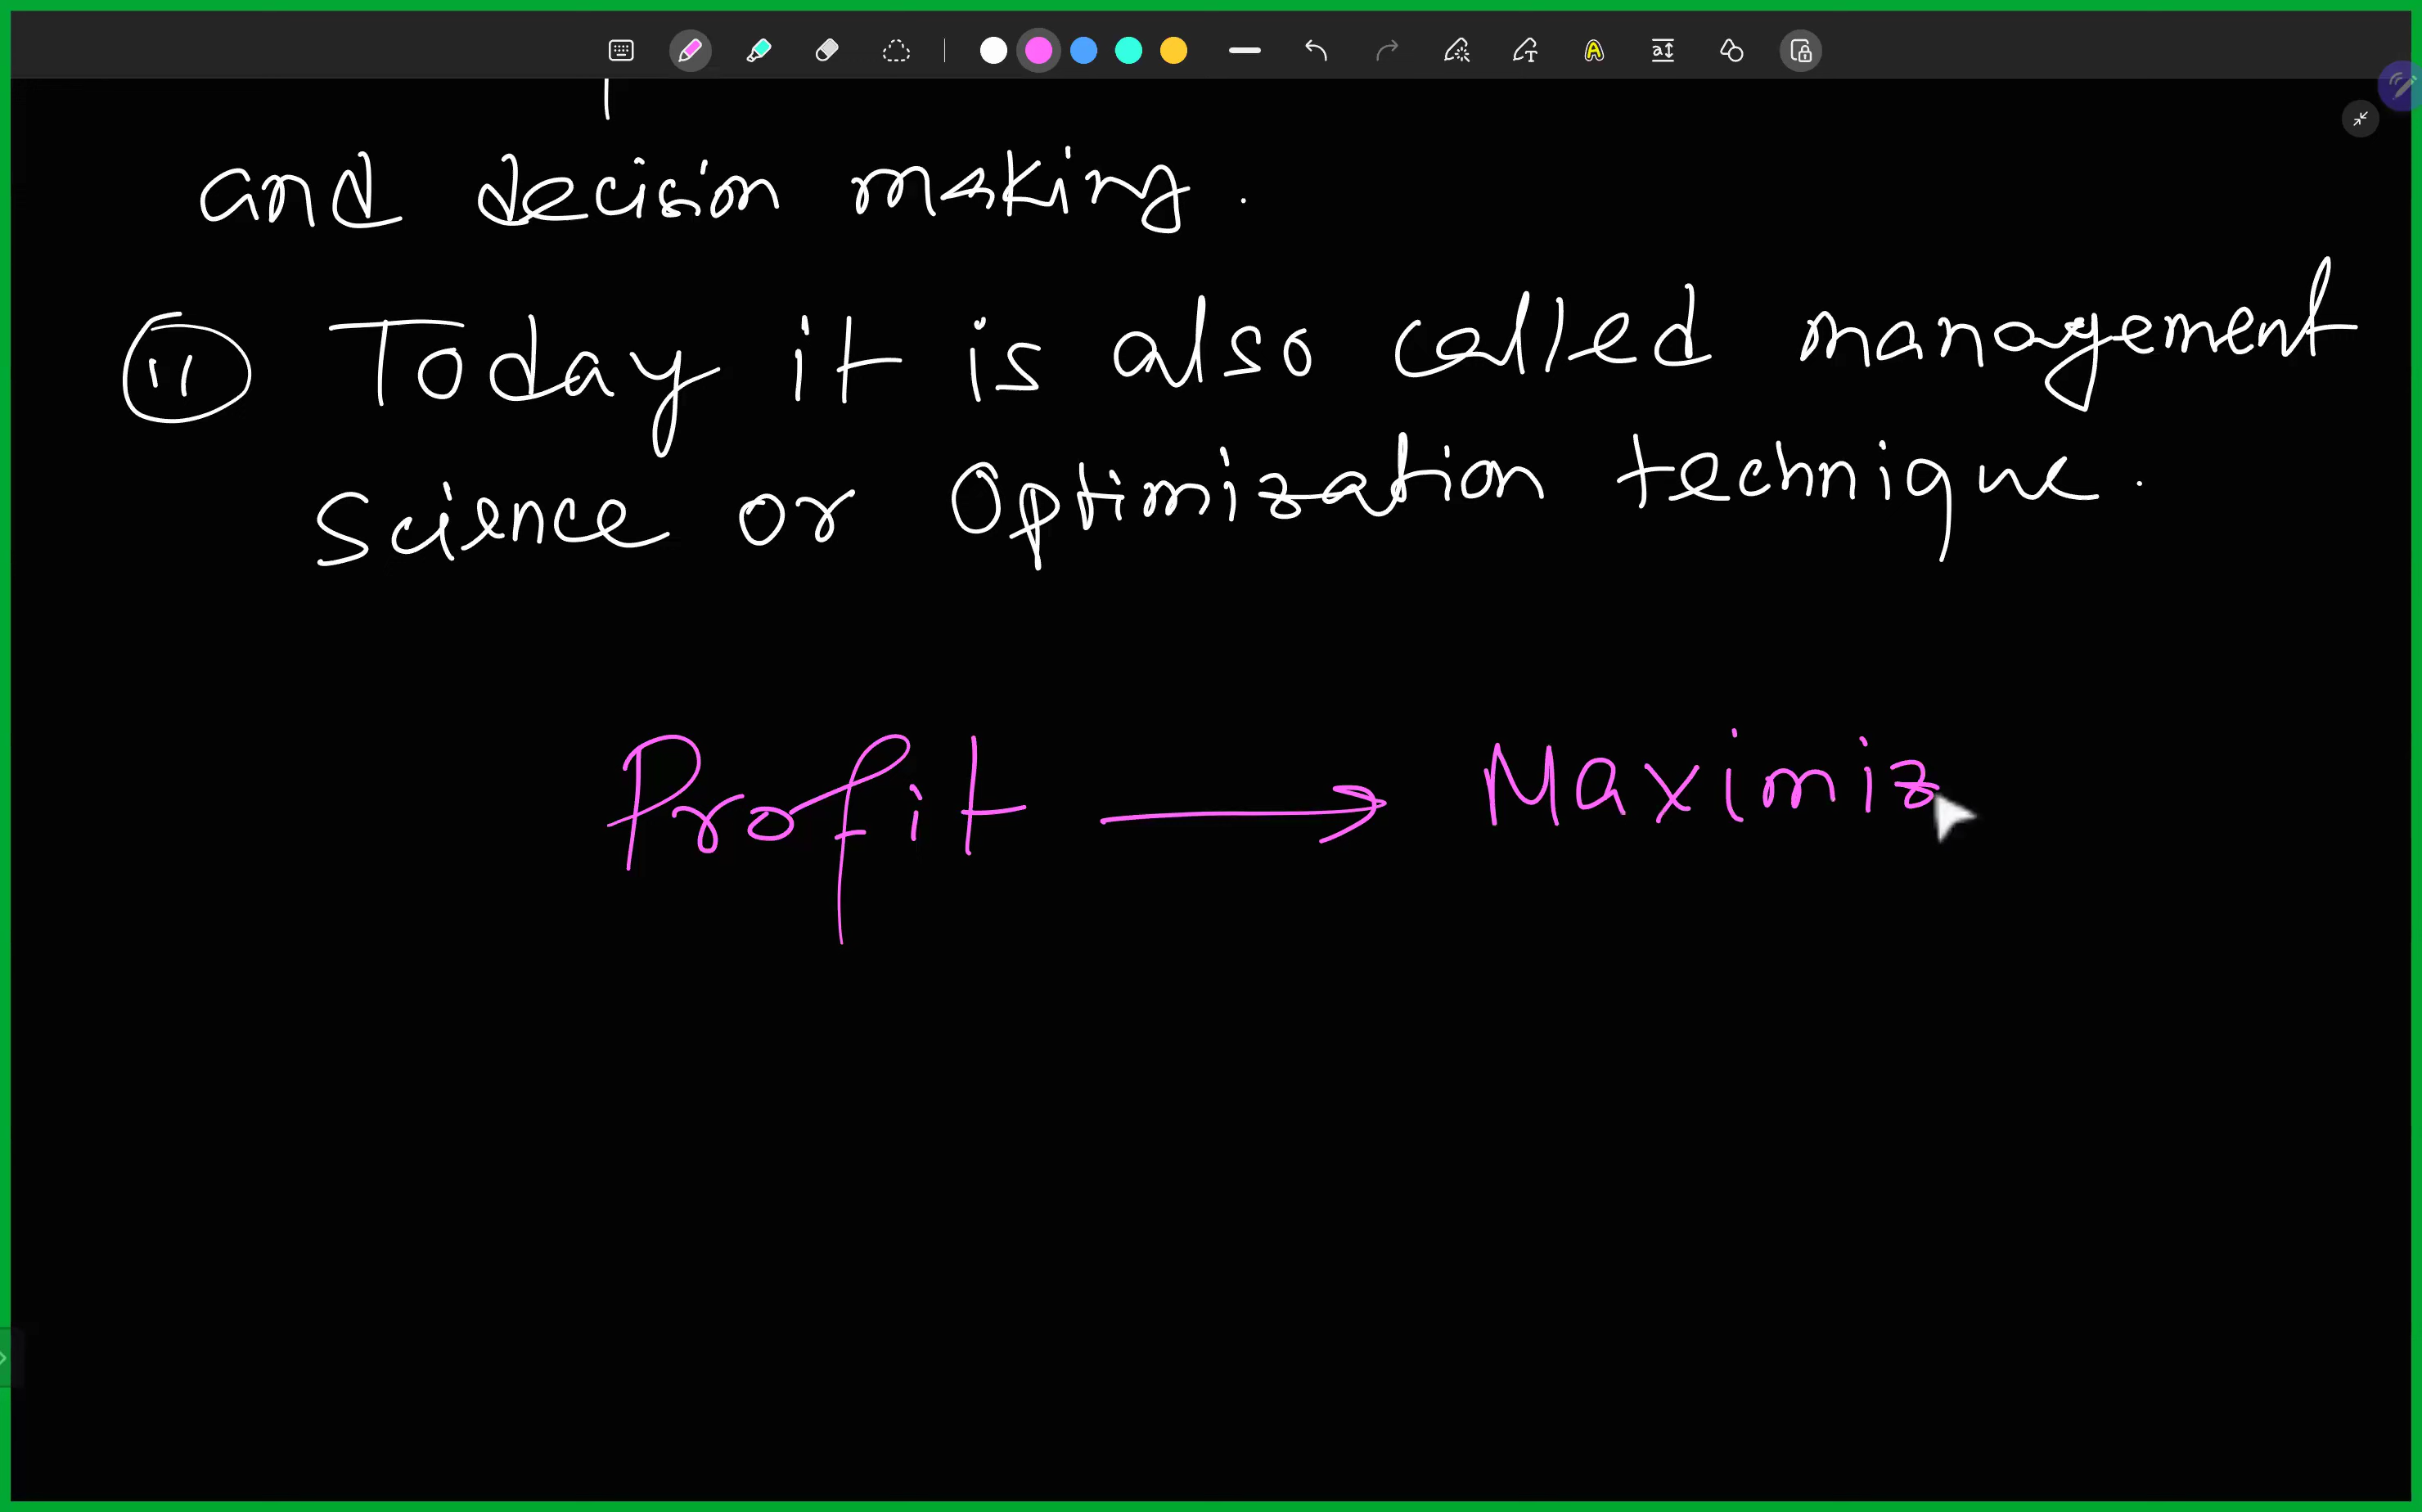 and decision making.
(ii) Today it is also called management
science or Optimization technique.
Profit → Maximiz